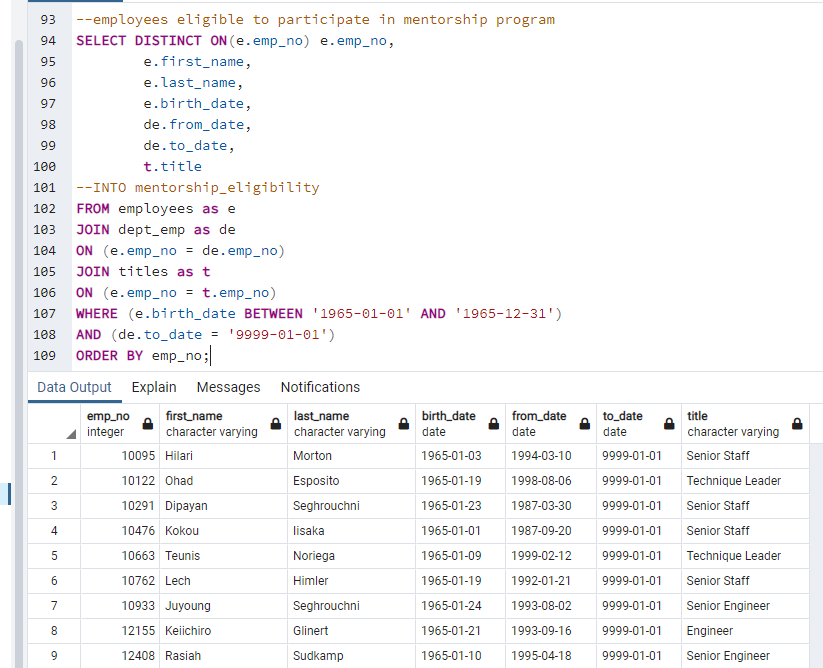 93 --employees eligible to participate in mentorship program
94 SELECT DISTINCT ON(e.emp_no) e.emp_no,
95 e.first_name,
96 e.last_name,
97 e.birth_date,
98 de.from_date,
99 de.to_date,
100 t.title
101 --INTO mentorship_eligibility
102 FROM employees as e
103 JOIN dept_emp as de
104 ON (e.emp_no = de.emp_no)
105 JOIN titles as t
106 ON (e.emp_no = t.emp_no)
107 WHERE (e.birth_date BETWEEN '1965-01-01' AND '1965-12-31')
108 AND (de.to_date = '9999-01-01')
109 ORDER BY emp_no;
Data Output Explain Messages Notifications
emp_no first_name last_name birth_date from_date to_date title
integer character varying character varying date date date character varying
1 10095 Hilari Morton 1965-01-03 1994-03-10 9999-01-01 Senior Staff
2 10122 Ohad Esposito 1965-01-19 1998-08-06 9999-01-01 Technique Leader
3 10291 Dipayan Seghrouchni 1965-01-23 1987-03-30 9999-01-01 Senior Staff
4 10476 Kokou Iisaka 1965-01-01 1987-09-20 9999-01-01 Senior Staff
5 10663 Teunis Noriega 1965-01-09 1999-02-12 9999-01-01 Technique Leader
6 10762 Lech Himler 1965-01-19 1992-01-21 9999-01-01 Senior Staff
7 10933 Juyoung Seghrouchni 1965-01-24 1993-08-02 9999-01-01 Senior Engineer
8 12155 Keiichiro Glinert 1965-01-21 1993-09-16 9999-01-01 Engineer
9 12408 Rasiah Sudkamp 1965-01-10 1995-04-18 9999-01-01 Senior Engineer